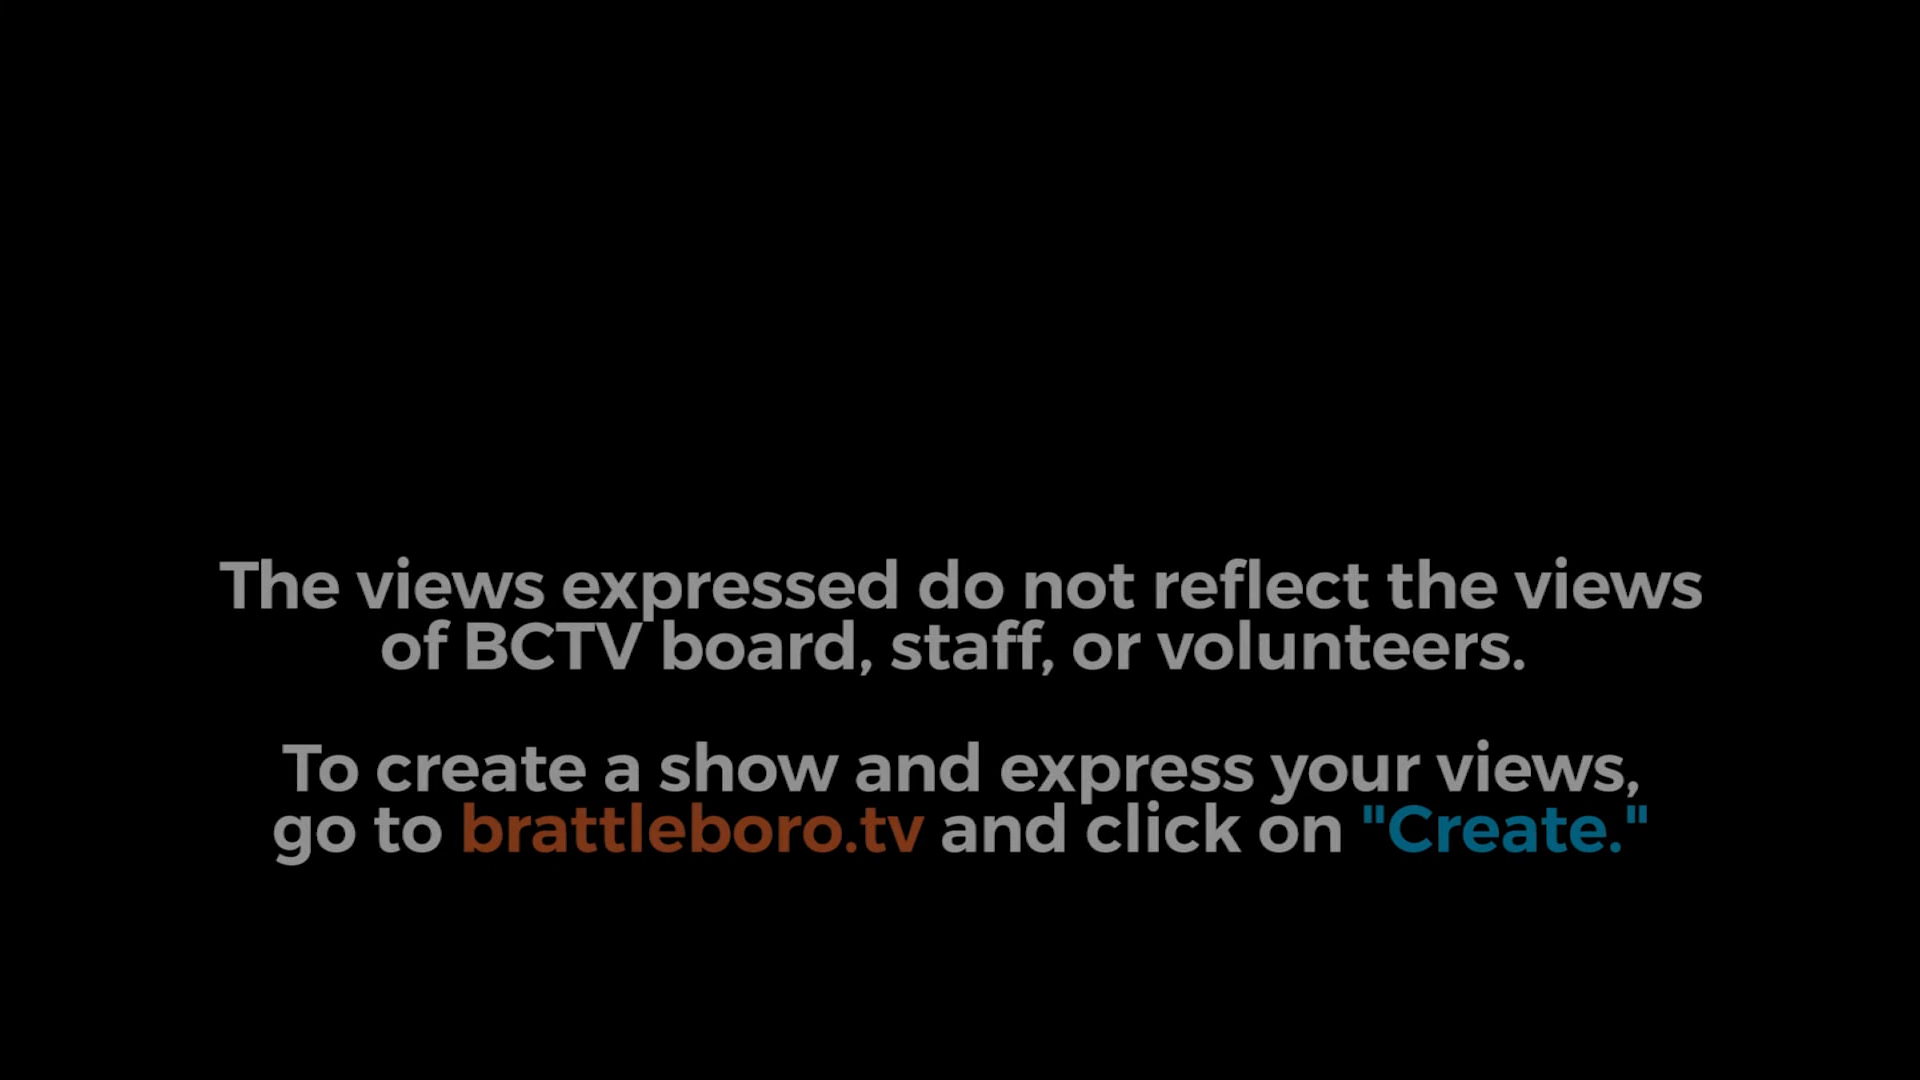 The views expressed do not reflect the views
of BCTV board, staff, or volunteers.
To create a show and express your views,
go to brattleboro.tv and click on "Create."